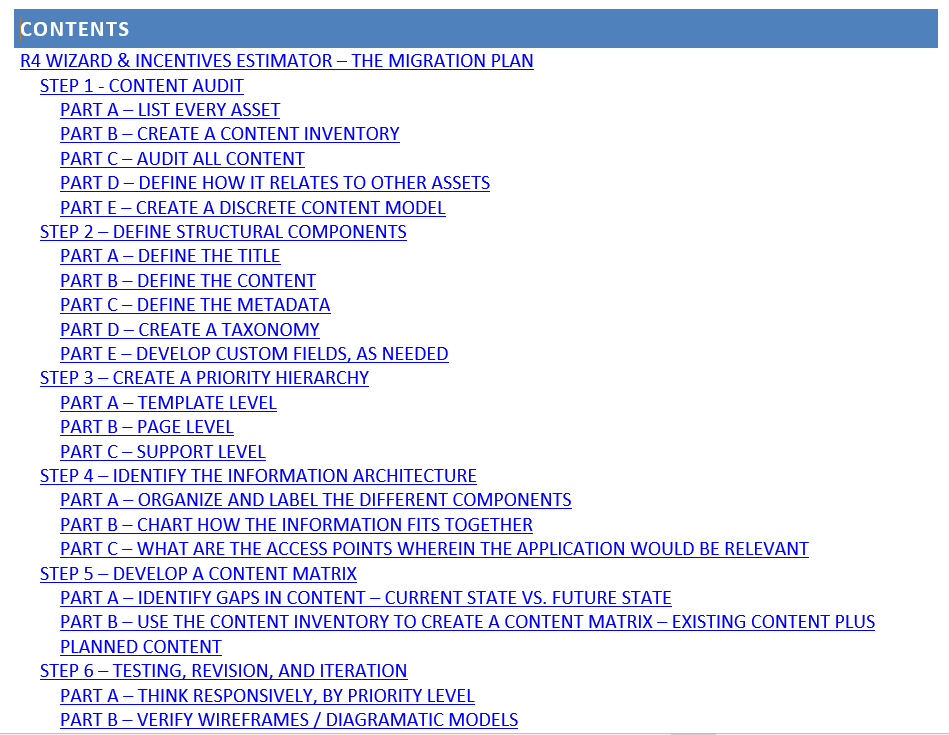 CONTENTS
R4 WIZARD & INCENTIVES ESTIMATOR – THE MIGRATION PLAN
STEP 1 - CONTENT AUDIT
PART A – LIST EVERY ASSET
PART B – CREATE A CONTENT INVENTORY
PART C – AUDIT ALL CONTENT
PART D – DEFINE HOW IT RELATES TO OTHER ASSETS
PART E – CREATE A DISCRETE CONTENT MODEL
STEP 2 – DEFINE STRUCTURAL COMPONENTS
PART A – DEFINE THE TITLE
PART B – DEFINE THE CONTENT
PART C – DEFINE THE METADATA
PART D – CREATE A TAXONOMY
PART E – DEVELOP CUSTOM FIELDS, AS NEEDED
STEP 3 – CREATE A PRIORITY HIERARCHY
PART A – TEMPLATE LEVEL
PART B – PAGE LEVEL
PART C – SUPPORT LEVEL
STEP 4 – IDENTIFY THE INFORMATION ARCHITECTURE
PART A – ORGANIZE AND LABEL THE DIFFERENT COMPONENTS
PART B – CHART HOW THE INFORMATION FITS TOGETHER
PART C – WHAT ARE THE ACCESS POINTS WHEREIN THE APPLICATION WOULD BE RELEVANT
STEP 5 – DEVELOP A CONTENT MATRIX
PART A – IDENTIFY GAPS IN CONTENT – CURRENT STATE VS. FUTURE STATE
PART B – USE THE CONTENT INVENTORY TO CREATE A CONTENT MATRIX – EXISTING CONTENT PLUS
PLANNED CONTENT
STEP 6 – TESTING, REVISION, AND ITERATION
PART A – THINK RESPONSIVELY, BY PRIORITY LEVEL
PART B – VERIFY WIREFRAMES / DIAGRAMATIC MODELS